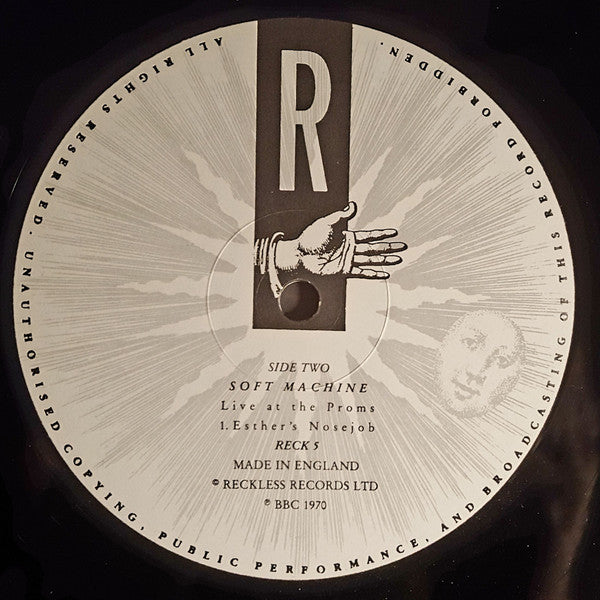 R
SIDE TWO
SOFT MACHINE
Live at the Proms
1. Esther's Nosejob
RECK 5
MADE IN ENGLAND
© RECKLESS RECORDS LTD
℗ BBC 1970
ALL RIGHTS RESERVED. UNAUTHORISED COPYING, PUBLIC PERFORMANCE, AND BROADCASTING OF THIS RECORD FORBIDDEN.